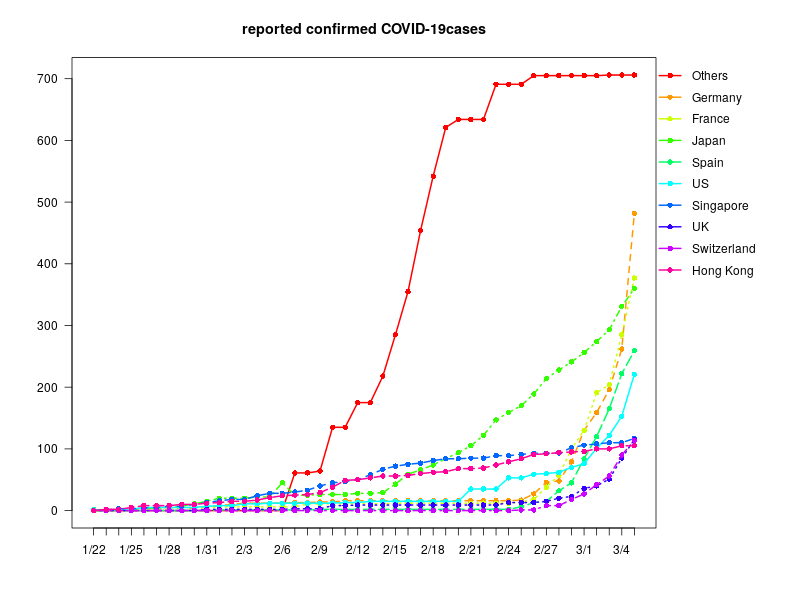 reported confirmed COVID-19cases
700
600
500
400
300
200
100
0
1/22 1/25 1/28 1/31 2/3 2/6 2/9 2/12 2/15 2/18 2/21 2/24 2/27 3/1 3/4
Others
Germany
France
Japan
Spain
US
Singapore
UK
Switzerland
Hong Kong